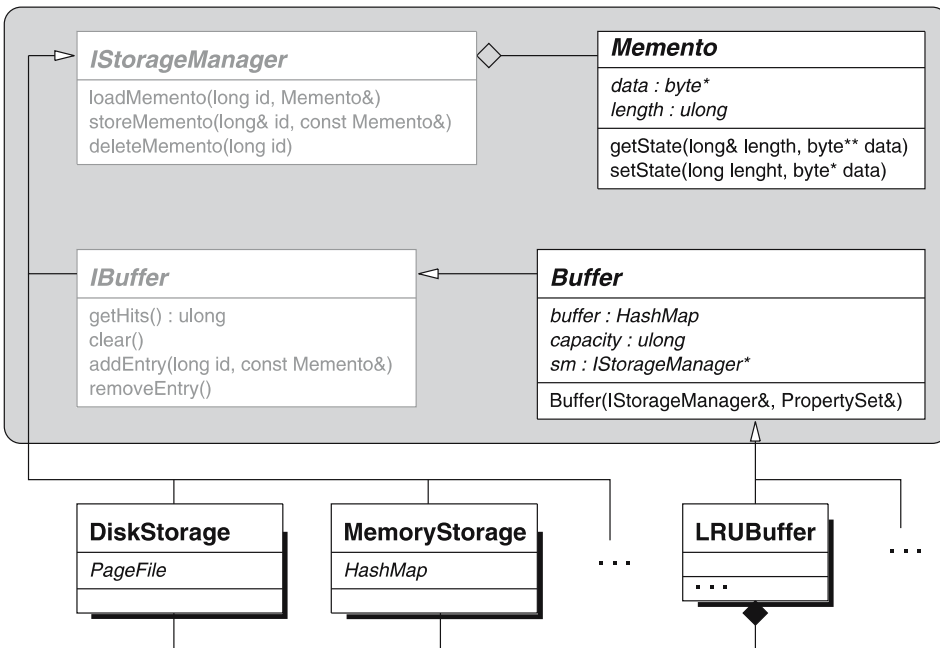 IStorageManager
loadMemento(long id, Memento&)
storeMemento(long& id, const Memento&)
deleteMemento(long id)
Memento
data : byte*
length : ulong
getState(long& length, byte** data)
setState(long lenght, byte* data)
IBuffer
getHits() : ulong
clear()
addEntry(long id, const Memento&)
removeEntry()
Buffer
buffer : HashMap
capacity : ulong
sm : IStorageManager*
Buffer(IStorageManager&, PropertySet&)
DiskStorage
PageFile
MemoryStorage
HashMap
...
LRUBuffer
...
...